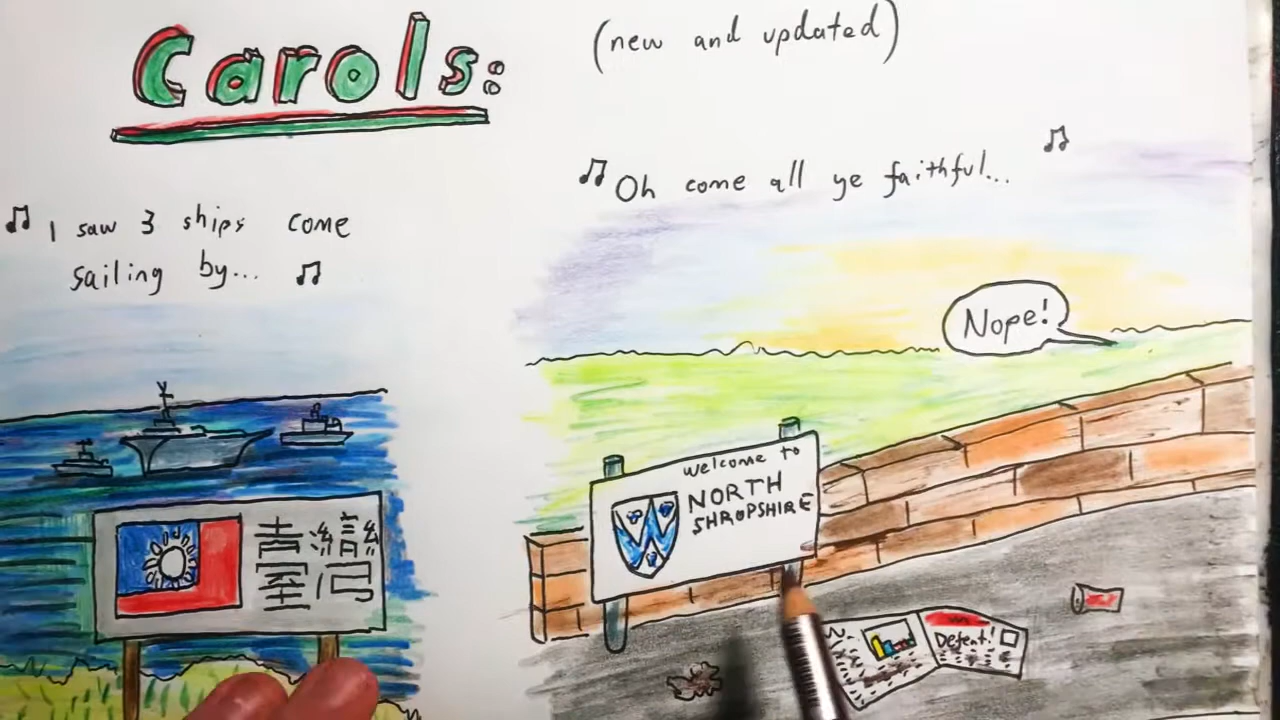 Carols:
(new and updated)
I saw 3 ships come
sailing by...
Oh come all ye faithful...
Nope!
臺灣
Welcome to
NORTH
SHROPSHIRE
Defeat!